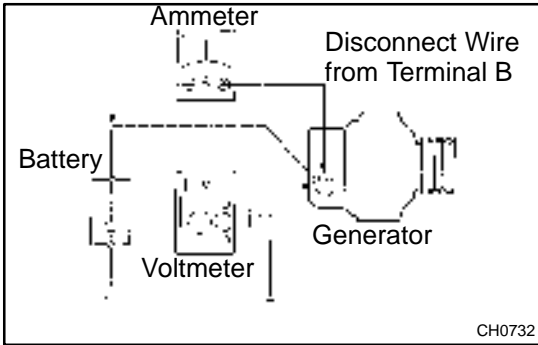 Ammeter
Disconnect Wire
from Terminal B
Battery
Voltmeter
Generator
CH0732